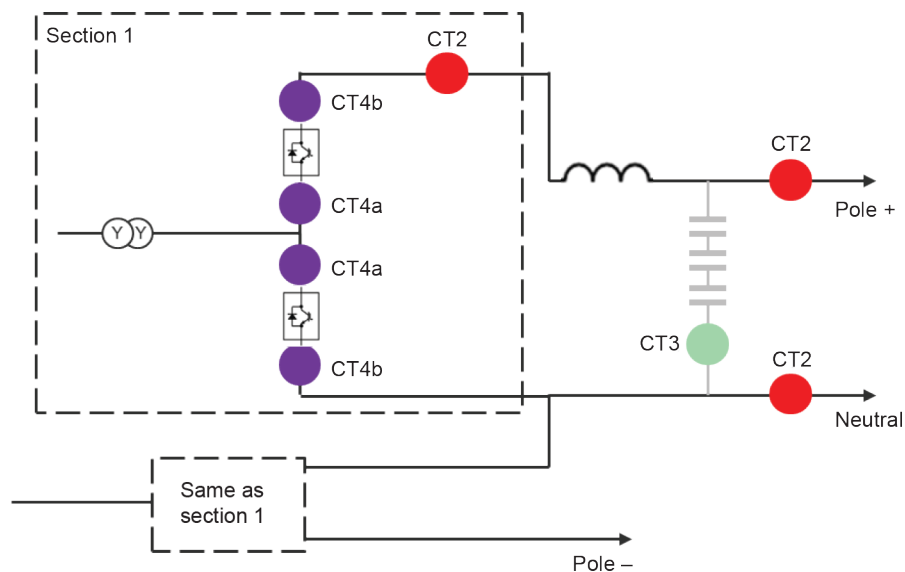 Section 1
CT2
CT4b
CT2
CT4a
Pole +
Y Y
CT4a
CT3
CT2
CT4b
Neutral
Same as
section 1
Pole –